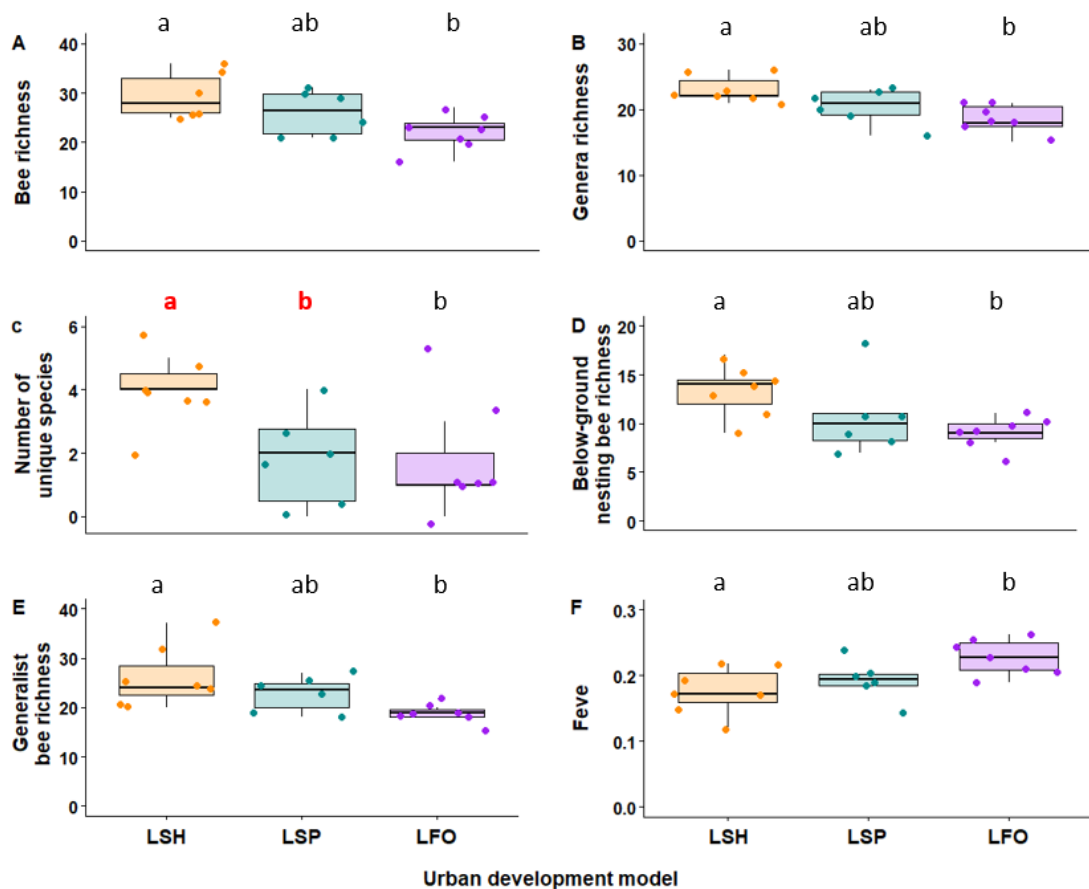 a ab b
A
40
30
20
10
0
Bee richness
a ab b
B
30
20
10
0
Genera richness
a b b
C
6
4
2
0
Number of
unique species
a ab b
D
20
15
10
5
0
Below-ground
nesting bee richness
a ab b
E
40
30
20
10
0
Generalist
bee richness
LSH LSP LFO
a ab b
F
0.3
0.2
0.1
0.0
Feve
LSH LSP LFO
Urban development model